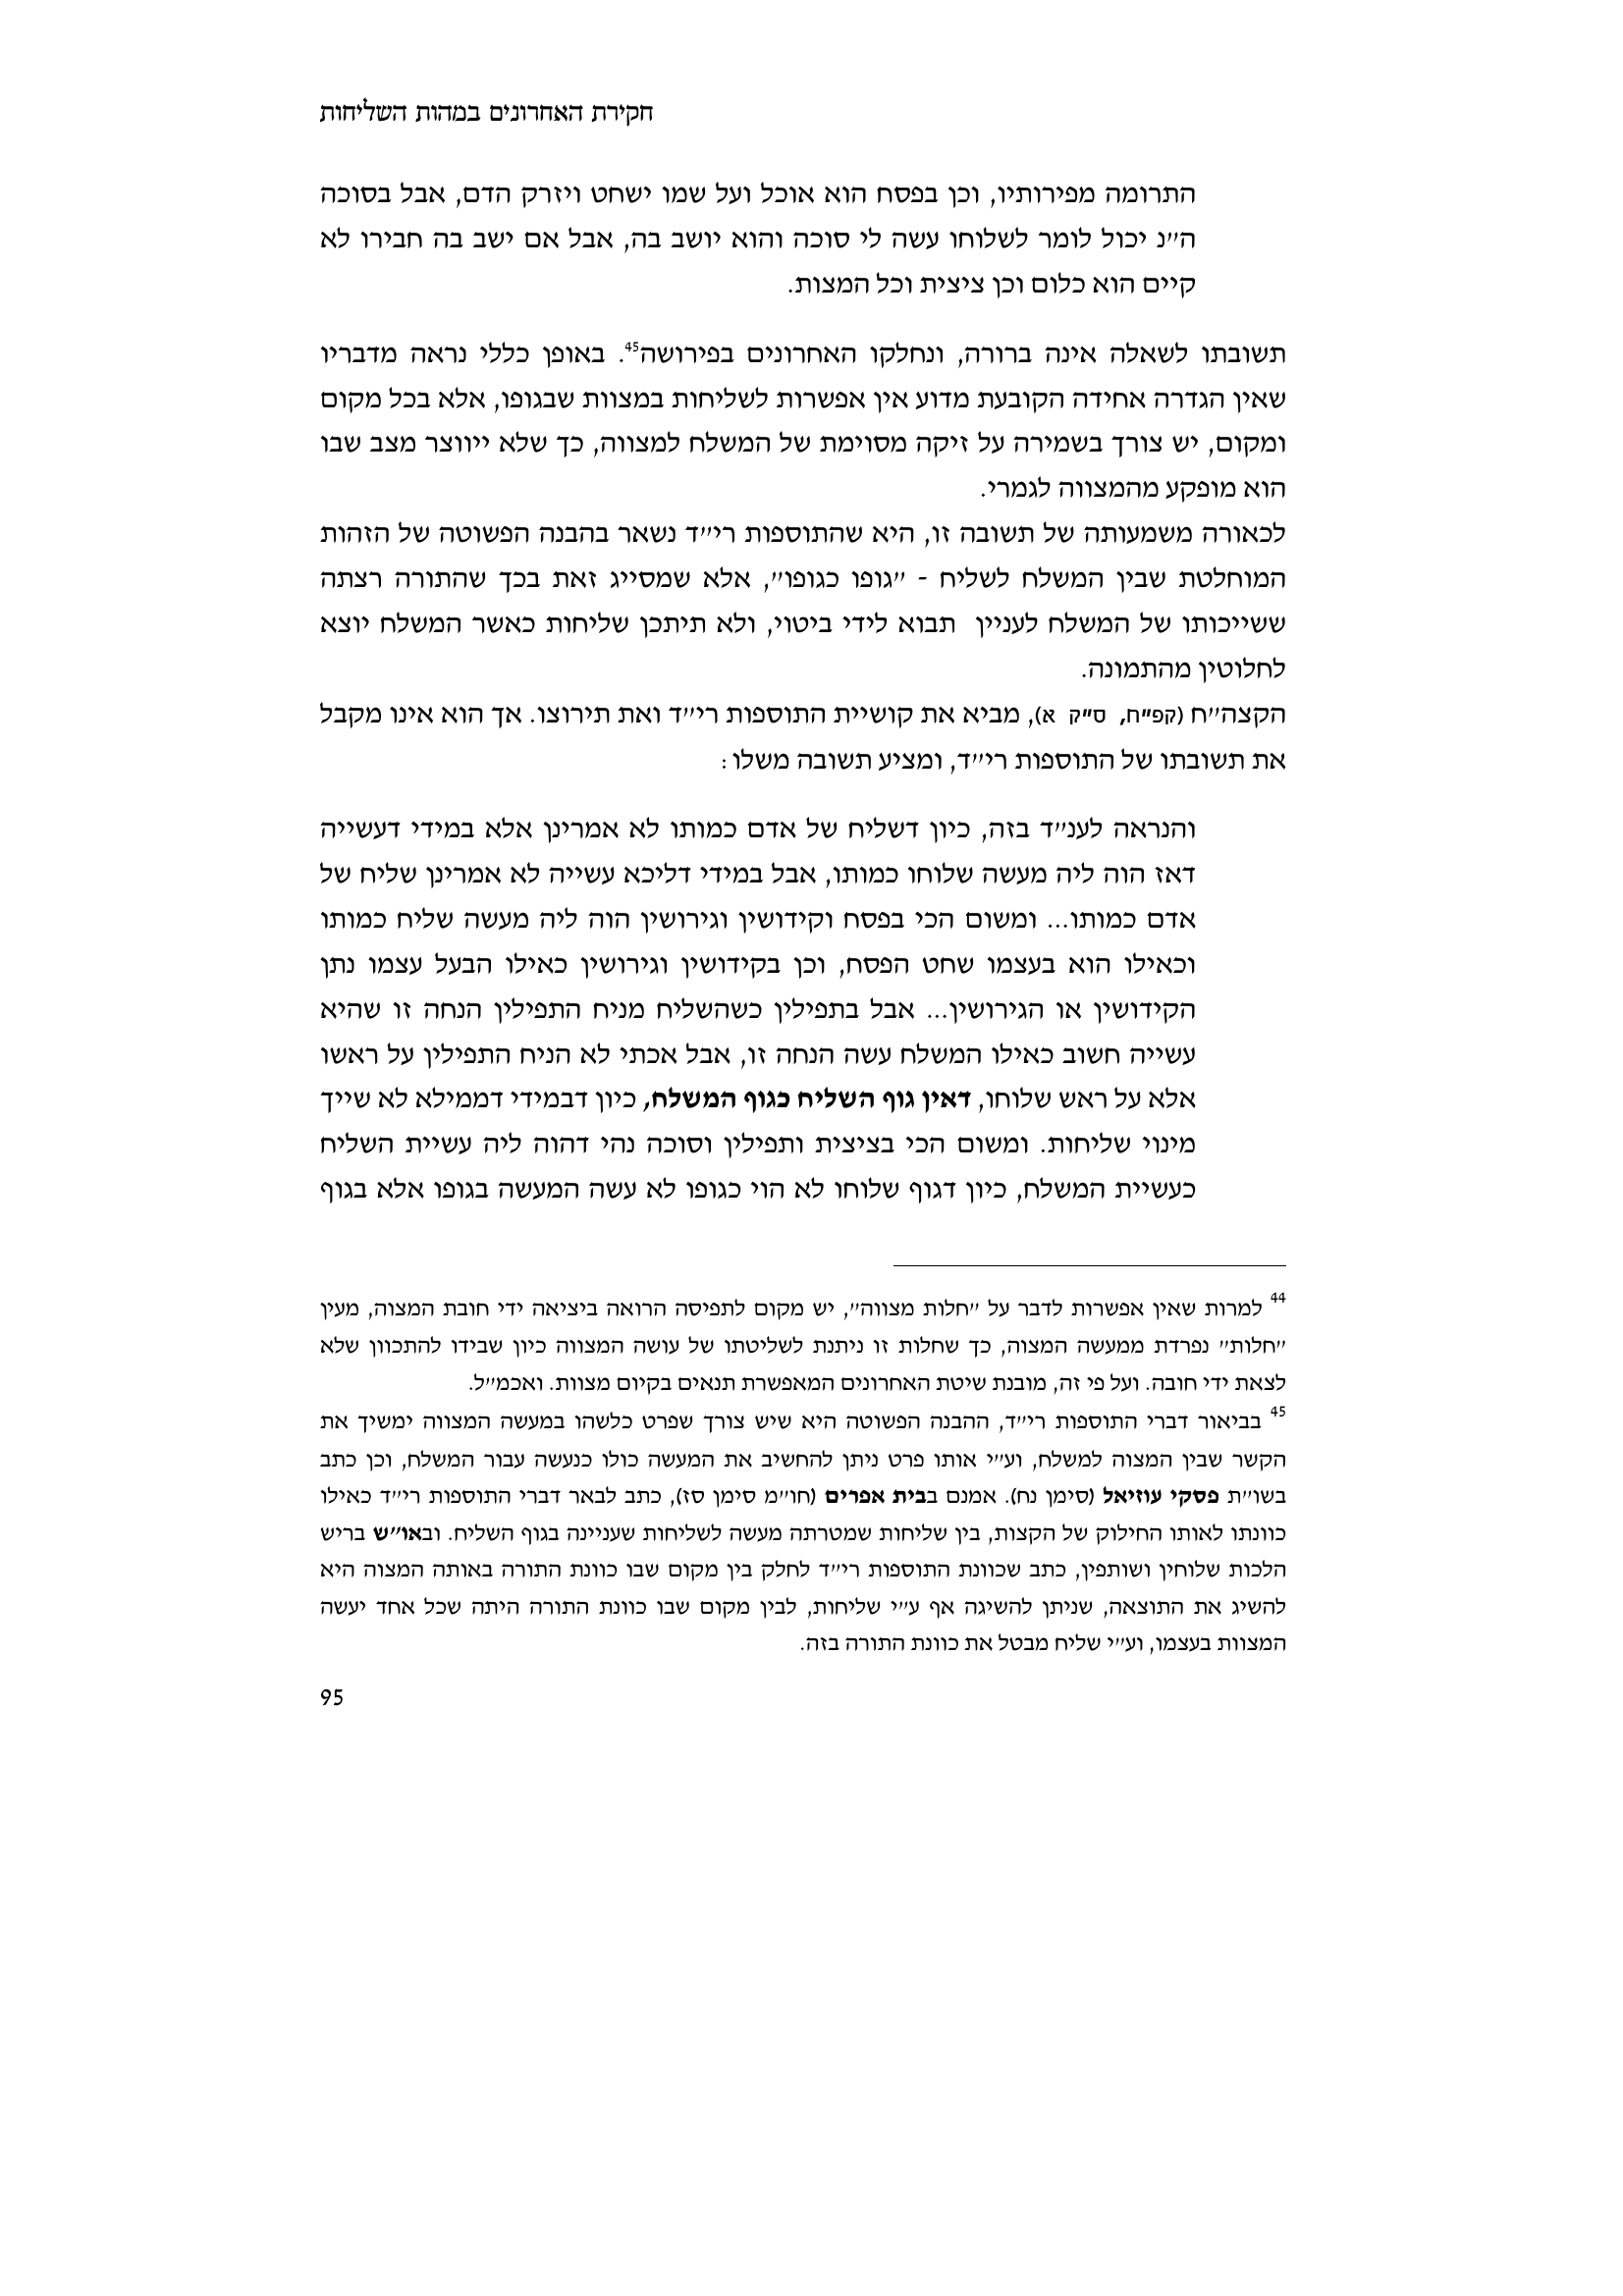 חקירת האחרונים במהות השליחות
התרומה מפירותיו, וכן בפסח הוא אוכל ועל שמו ישחט ויזרק הדם, אבל בסוכה
ה״נ יכול לומר לשלוחו עשה לי סוכה והוא יושב בה, אבל אם ישב בה חבירו לא
קיים הוא כלום וכן ציצית וכל המצות.
תשובתו לשאלה אינה ברורה, ונחלקו האחרונים בפירושה45. באופן כללי נראה מדבריו
שאין הגדרה אחידה הקובעת מדוע אין אפשרות לשליחות במצוות שבגופו, אלא בכל מקום
ומקום, יש צורך בשמירה על זיקה מסוימת של המשלח למצווה, כך שלא ייווצר מצב שבו
הוא מופקע מהמצווה לגמרי.
לכאורה משמעותה של תשובה זו, היא שהתוספות רי״ד נשאר בהבנה הפשוטה של הזהות
המוחלטת שבין המשלח לשליח - ״גופו כגופו״, אלא שמסייג זאת בכך שהתורה רצתה
ששייכותו של המשלח לעניין תבוא לידי ביטוי, ולא תיתכן שליחות כאשר המשלח יוצא
לחלוטין מהתמונה.
הקצה״ח (קפ״ח, ס״ק א), מביא את קושיית התוספות רי״ד ואת תירוצו. אך הוא אינו מקבל
את תשובתו של התוספות רי״ד, ומציע תשובה משלו:
והנראה לענ״ד בזה, כיון דשליח של אדם כמותו לא אמרינן אלא במידי דעשייה
דאז הוה ליה מעשה שלוחו כמותו, אבל במידי דליכא עשייה לא אמרינן שליח של
אדם כמותו... ומשום הכי בפסח וקידושין וגירושין הוה ליה מעשה שליח כמותו
וכאילו הוא בעצמו שחט הפסח, וכן בקידושין וגירושין כאילו הבעל עצמו נתן
הקידושין או הגירושין... אבל בתפילין כשהשליח מניח התפילין הנחה זו שהיא
עשייה חשוב כאילו המשלח עשה הנחה זו, אבל אכתי לא הניח התפילין על ראשו
אלא על ראש שלוחו, דאין גוף השליח כגוף המשלח, כיון דבמידי דממילא לא שייך
מינוי שליחות. ומשום הכי בציצית ותפילין וסוכה נהי דהוה ליה עשיית השליח
כעשיית המשלח, כיון דגוף שלוחו לא הוי כגופו לא עשה המעשה בגופו אלא בגוף
44 למרות שאין אפשרות לדבר על ״חלות מצווה״, יש מקום לתפיסה הרואה ביציאה ידי חובת המצוה, מעין
״חלות״ נפרדת ממעשה המצוה, כך שחלות זו ניתנת לשליטתו של עושה המצווה כיון שבידו להתכוון שלא
לצאת ידי חובה. ועל פי זה, מובנת שיטת האחרונים המאפשרת תנאים בקיום מצוות. ואכמ״ל.
45 בביאור דברי התוספות רי״ד, ההבנה הפשוטה היא שיש צורך שפרט כלשהו במעשה המצווה ימשיך את
הקשר שבין המצוה למשלח, וע״י אותו פרט ניתן להחשיב את המעשה כולו כנעשה עבור המשלח, וכן כתב
בשו״ת פסקי עוזיאל (סימן נח). אמנם בבית אפרים (חו״מ סימן סז), כתב לבאר דברי התוספות רי״ד כאילו
כוונתו לאותו החילוק של הקצות, בין שליחות שמטרתה מעשה לשליחות שעניינה בגוף השליח. ובאו״ש בריש
הלכות שלוחין ושותפין, כתב שכוונת התוספות רי״ד לחלק בין מקום שבו כוונת התורה באותה המצוה היא
להשיג את התוצאה, שניתן להשיגה אף ע״י שליחות, לבין מקום שבו כוונת התורה היתה שכל אחד יעשה
המצוות בעצמו, וע״י שליח מבטל את כוונת התורה בזה.
95